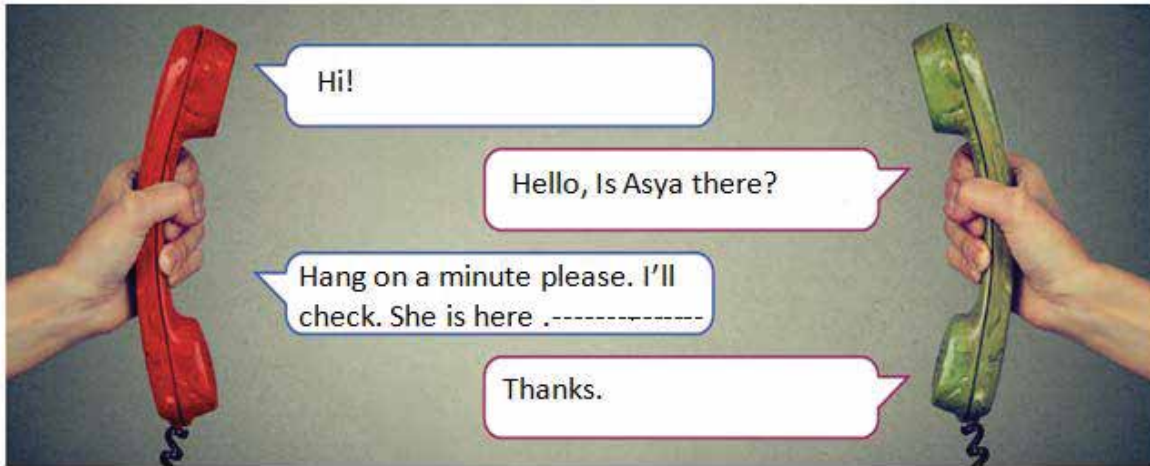 Hi!
Hello, Is Asya there?
Hang on a minute please. I’ll
check. She is here .--------------
Thanks.